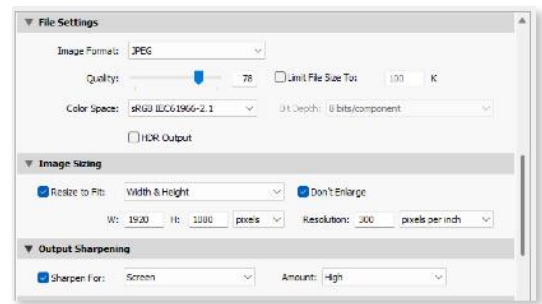 File Settings
Image Format: JPEG
Quality: 78 Limit File Size To: 100 K
Color Space: sRGB IEC61966-2.1 Bit Depth: 8 bits/component
HDR Output
Image Sizing
Resize to Fit: Width & Height Don't Enlarge
W: 1920 H: 1080 pixels Resolution: 300 pixels per inch
Output Sharpening
Sharpen For: Screen Amount: High